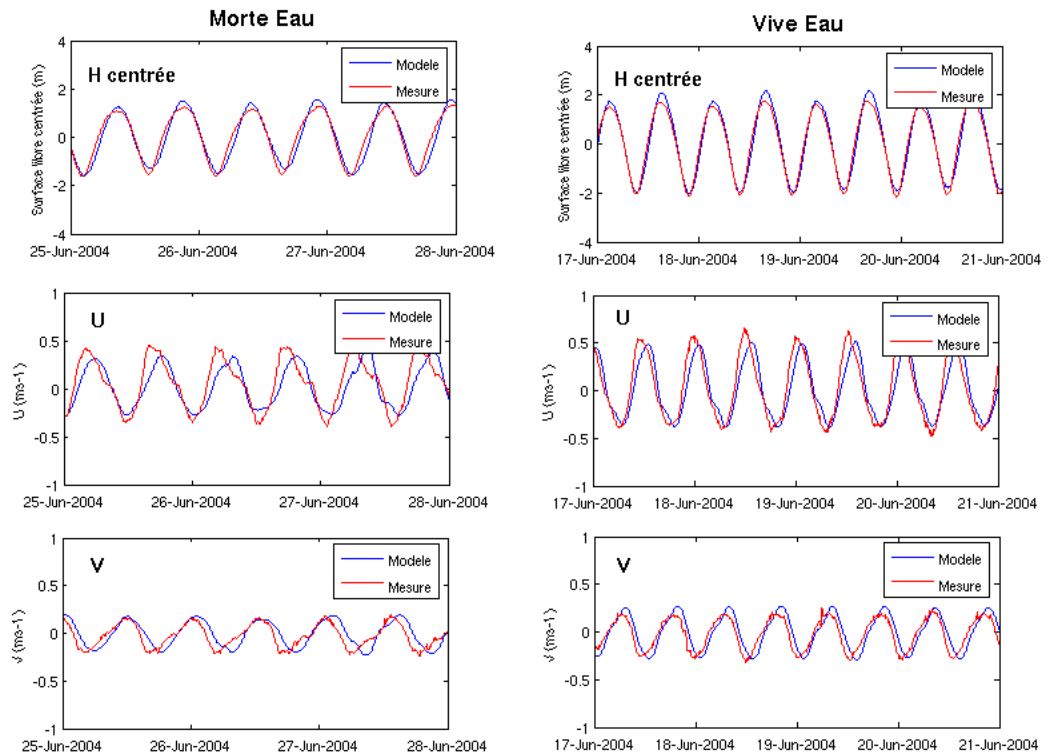 Morte Eau
Vive Eau
4
2
0
-2
-4
Surface libre centrée (m)
H centrée
Modele
Mesure
25-Jun-2004
26-Jun-2004
27-Jun-2004
28-Jun-2004
4
2
0
-2
-4
Surface libre centrée (m)
H centrée
Modele
Mesure
17-Jun-2004
18-Jun-2004
19-Jun-2004
20-Jun-2004
21-Jun-2004
1
0.5
0
-0.5
-1
U (ms-1)
U
Modele
Mesure
25-Jun-2004
26-Jun-2004
27-Jun-2004
28-Jun-2004
1
0.5
0
-0.5
-1
U (ms-1)
U
Modele
Mesure
17-Jun-2004
18-Jun-2004
19-Jun-2004
20-Jun-2004
21-Jun-2004
1
0.5
0
-0.5
-1
V (ms-1)
V
Modele
Mesure
25-Jun-2004
26-Jun-2004
27-Jun-2004
28-Jun-2004
1
0.5
0
-0.5
-1
V (ms-1)
V
Modele
Mesure
17-Jun-2004
18-Jun-2004
19-Jun-2004
20-Jun-2004
21-Jun-2004